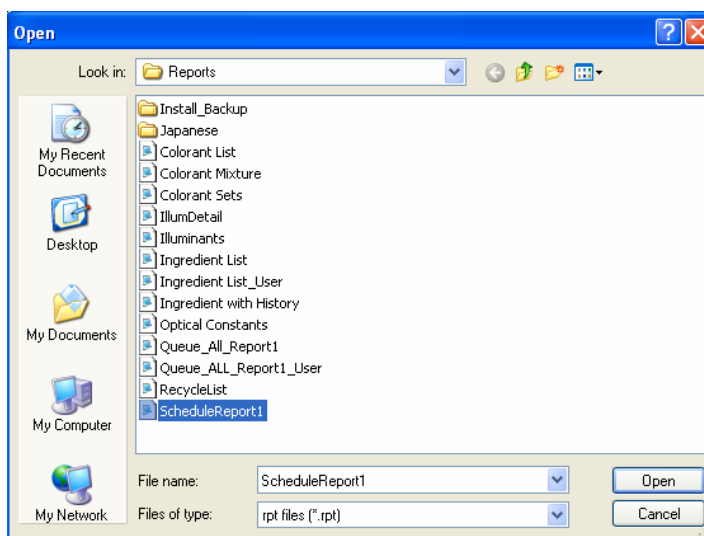 Open
Look in:
Reports
My Recent
Documents
Desktop
My Documents
My Computer
My Network
Install_Backup
Japanese
Colorant List
Colorant Mixture
Colorant Sets
IllumDetail
Illuminants
Ingredient List
Ingredient List_User
Ingredient with History
Optical Constants
Queue_All_Report1
Queue_ALL_Report1_User
RecycleList
ScheduleReport1
File name:
ScheduleReport1
Open
Files of type:
rpt files (*.rpt)
Cancel